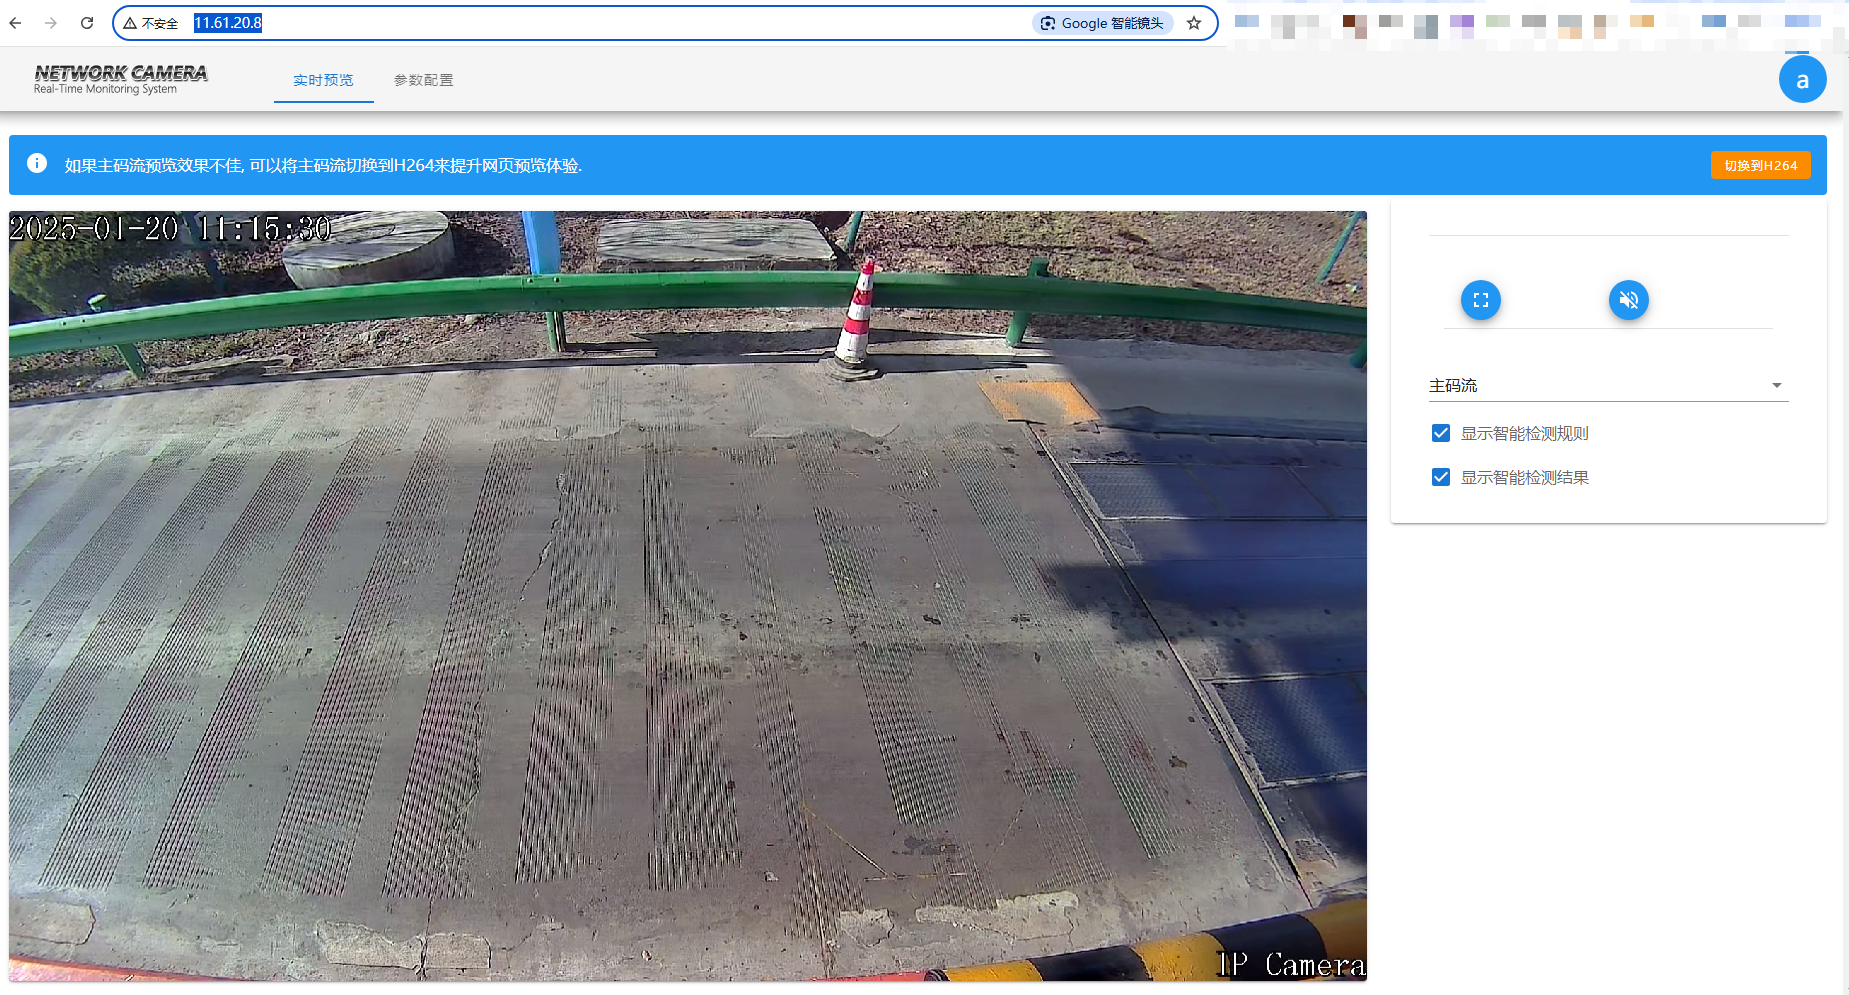 不安全
11.61.20.8
Google 智能镜头
NETWORK CAMERA
Real-Time Monitoring System
实时预览
参数配置
a
如果主码流预览效果不佳, 可以将主码流切换到H264来提升网页预览体验.
切换到H264
2025-01-20 11:15:30
主码流
显示智能检测规则
显示智能检测结果
IP Camera